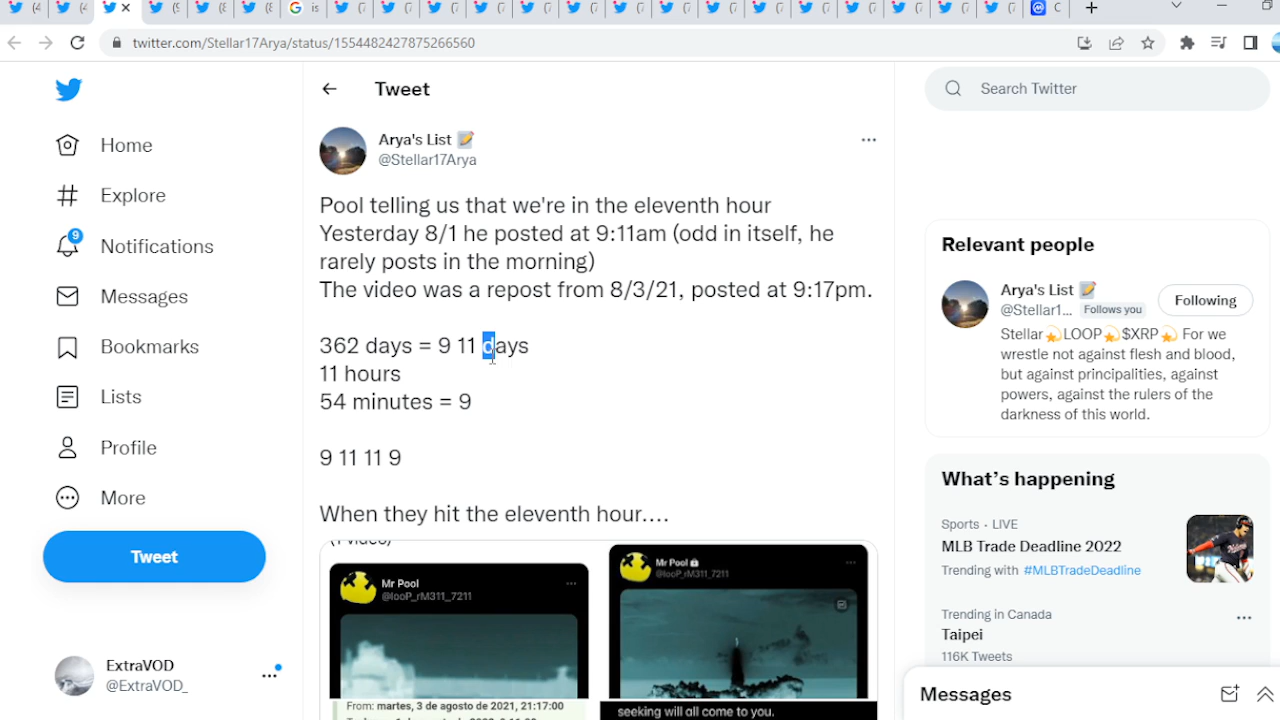 twitter.com/Stellar17Arya/status/1554482427875266560
Home
Explore
9
Notifications
Messages
Bookmarks
Lists
Profile
More
Tweet
ExtraVOD
@ExtraVOD_
Tweet
Arya's List
@Stellar17Arya
Pool telling us that we're in the eleventh hour
Yesterday 8/1 he posted at 9:11am (odd in itself, he
rarely posts in the morning)
The video was a repost from 8/3/21, posted at 9:17pm.
362 days = 9 11 days
11 hours
54 minutes = 9
9 11 11 9
When they hit the eleventh hour....
Mr Pool
@looP_rM311_7211
From: martes, 3 de agosto de 2021, 21:17:00
Mr Pool
@looP_rM311_7211
seeking will all come to you.
Search Twitter
Relevant people
Arya's List
@Stellar1... Follows you
Following
Stellar LOOP $XRP For we
wrestle not against flesh and blood,
but against principalities, against
powers, against the rulers of the
darkness of this world.
What's happening
Sports · LIVE
MLB Trade Deadline 2022
Trending with #MLBTradeDeadline
Trending in Canada
Taipei
116K Tweets
Messages